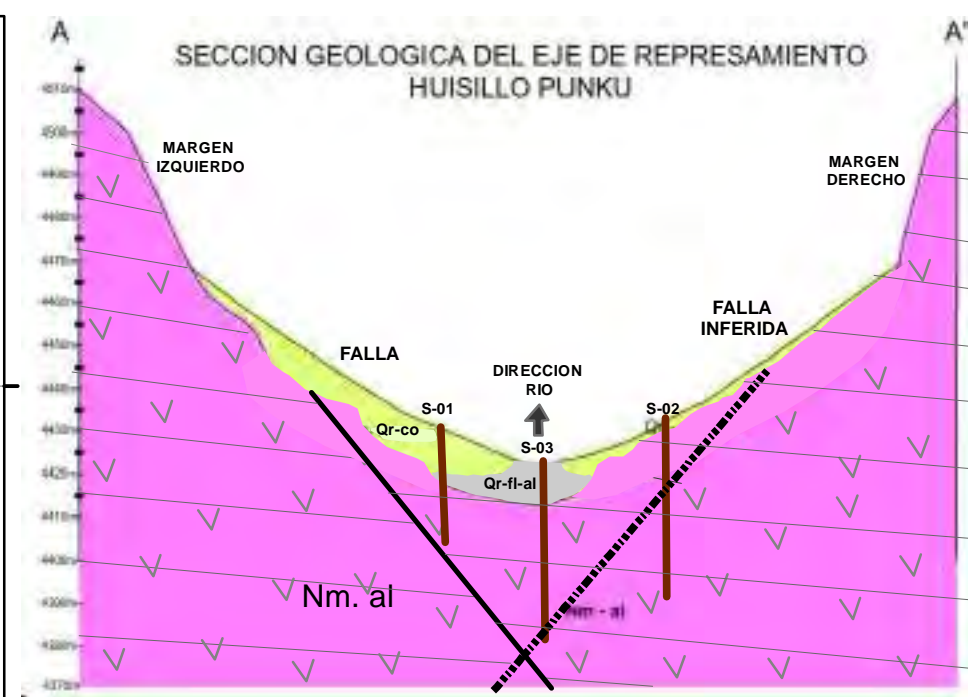 A
A'
SECCION GEOLOGICA DEL EJE DE REPRESAMIENTO
HUISILLO PUNKU
MARGEN
IZQUIERDO
MARGEN
DERECHO
FALLA
INFERIDA
FALLA
DIRECCION
RIO
S-01
S-02
Qr-co
S-03
Qr-fl-al
Nm. al
Nm - al